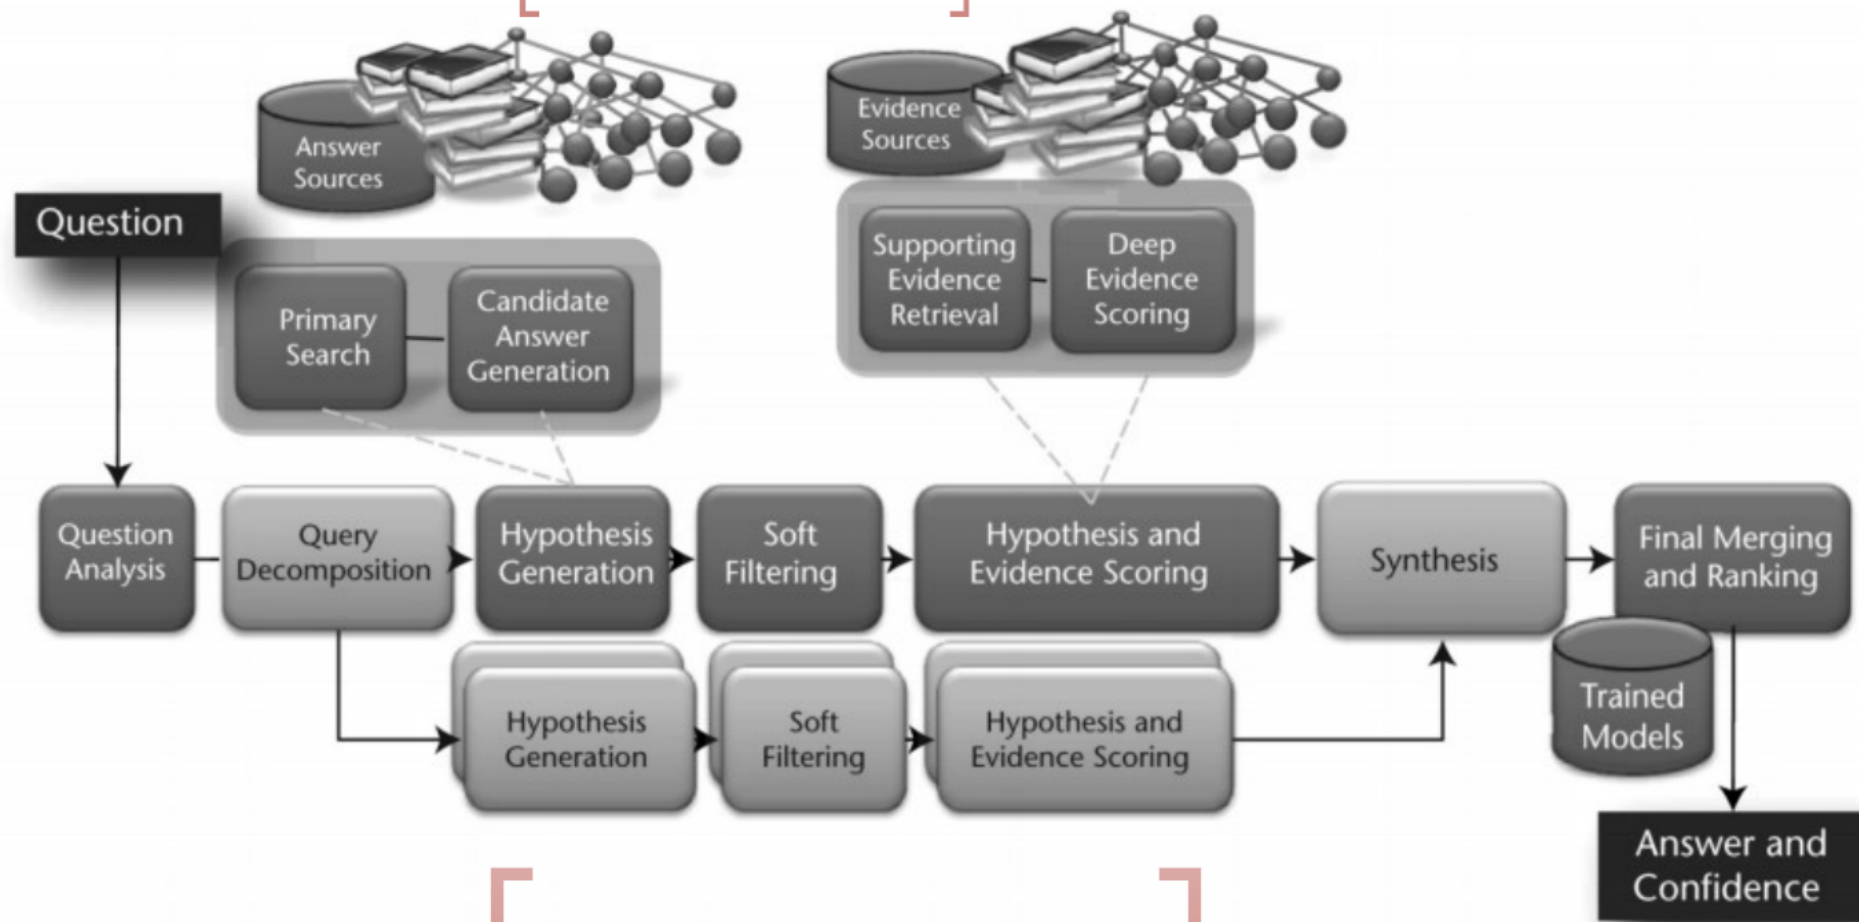 Answer
Sources
Evidence
Sources
Question
Primary
Search
Candidate
Answer
Generation
Supporting
Evidence
Retrieval
Deep
Evidence
Scoring
Question
Analysis
Query
Decomposition
Hypothesis
Generation
Soft
Filtering
Hypothesis and
Evidence Scoring
Synthesis
Final Merging
and Ranking
Hypothesis
Generation
Soft
Filtering
Hypothesis and
Evidence Scoring
Trained
Models
Answer and
Confidence